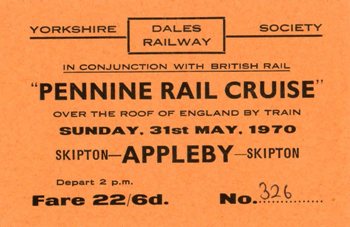 YORKSHIRE DALES RAILWAY SOCIETY
IN CONJUNCTION WITH BRITISH RAIL
"PENNINE RAIL CRUISE"
OVER THE ROOF OF ENGLAND BY TRAIN
SUNDAY, 31st MAY, 1970
SKIPTON—APPLEBY—SKIPTON
Depart 2 p.m.
Fare 22/6d. No. 326